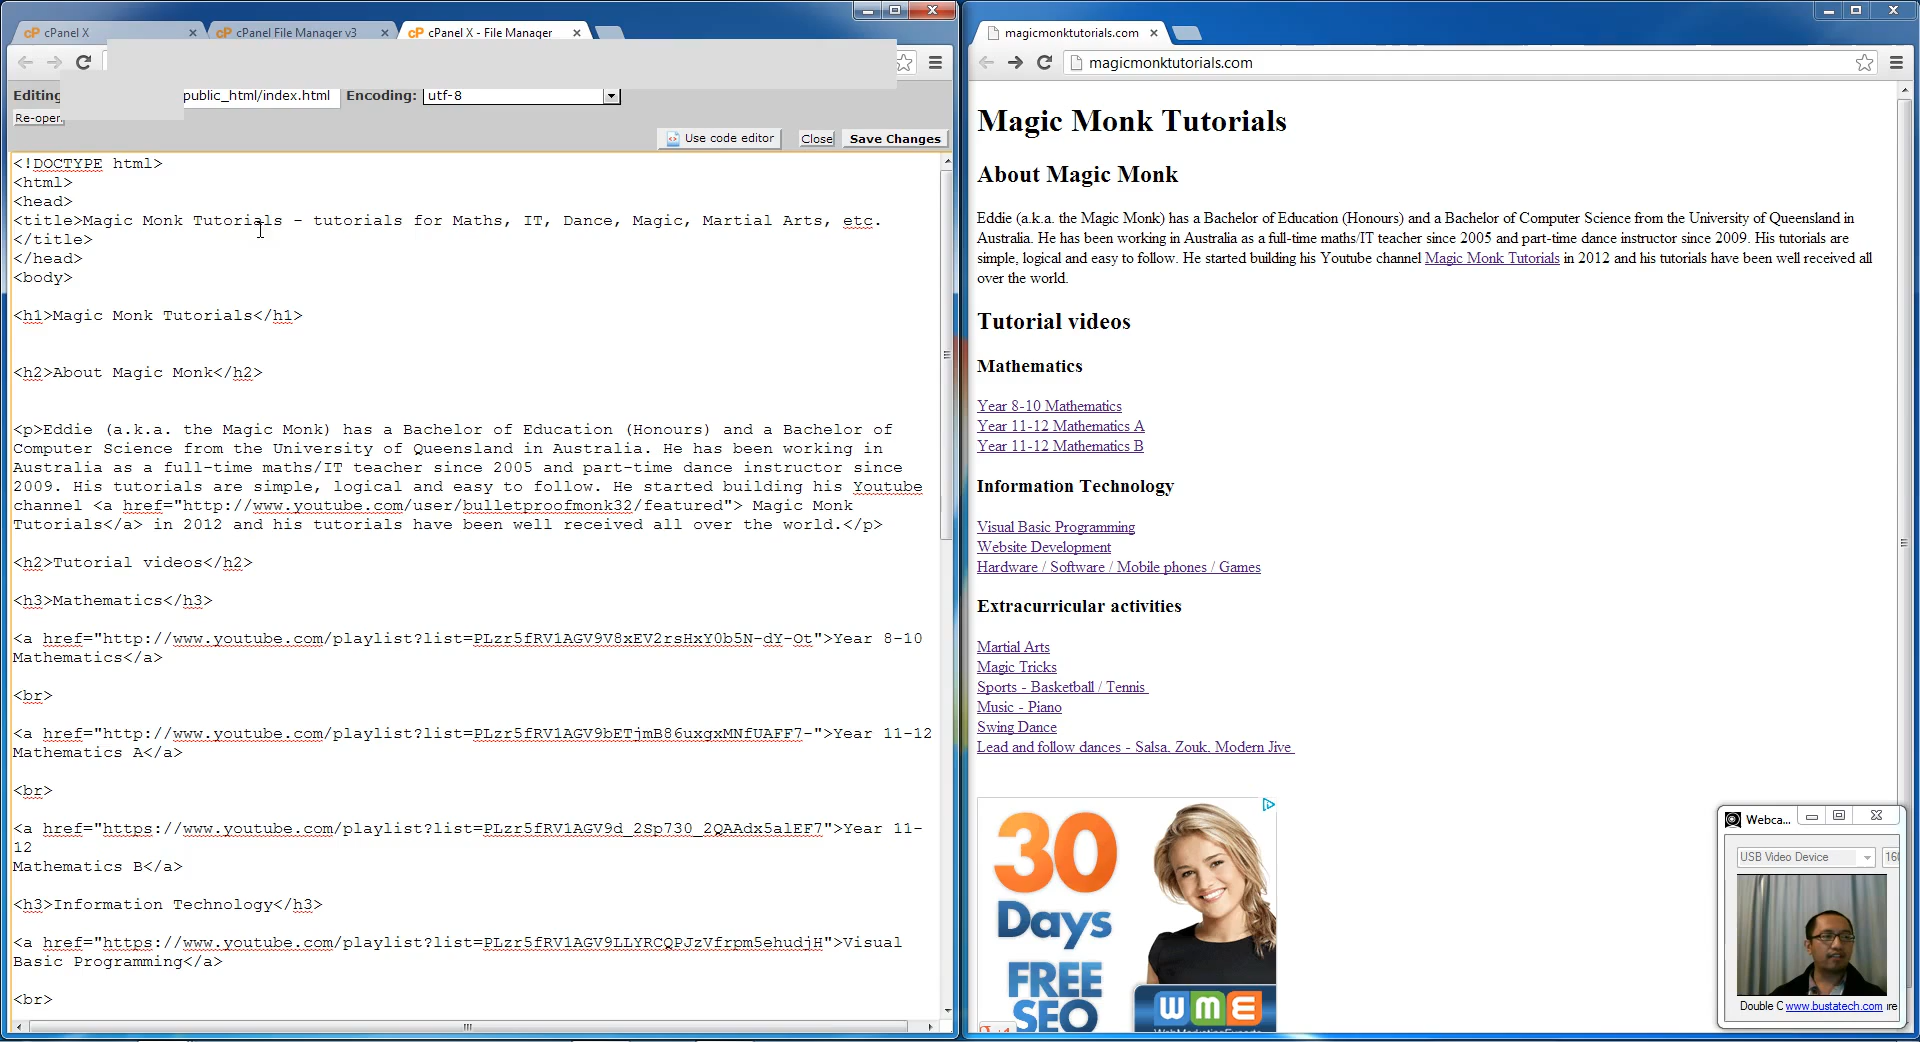 cPanel X
cPanel File Manager v3
cPanel X - File Manager
Editing
public_html/index.html
Encoding:
utf-8
Re-open
Use code editor
Close
Save Changes
<!DOCTYPE html>
<html>
<head>
<title>Magic Monk Tutorials - tutorials for Maths, IT, Dance, Magic, Martial Arts, etc.
</title>
</head>
<body>
<h1>Magic Monk Tutorials</h1>
<h2>About Magic Monk</h2>
<p>Eddie (a.k.a. the Magic Monk) has a Bachelor of Education (Honours) and a Bachelor of
Computer Science from the University of Queensland in Australia. He has been working in
Australia as a full-time maths/IT teacher since 2005 and part-time dance instructor since
2009. His tutorials are simple, logical and easy to follow. He started building his Youtube
channel <a href="http://www.youtube.com/user/bulletproofmonk32/featured"> Magic Monk
Tutorials</a> in 2012 and his tutorials have been well received all over the world.</p>
<h2>Tutorial videos</h2>
<h3>Mathematics</h3>
<a href="http://www.youtube.com/playlist?list=PLzr5fRV1AGV9V8xEV2rsHxY0b5N-dY-Ot">Year 8-10
Mathematics</a>
<br>
<a href="http://www.youtube.com/playlist?list=PLzr5fRV1AGV9bETjmB86uxgxMNfUAFF7-">Year 11-12
Mathematics A</a>
<br>
<a href="https://www.youtube.com/playlist?list=PLzr5fRV1AGV9d_2Sp730_2QAAdx5alEF7">Year 11-
12
Mathematics B</a>
<h3>Information Technology</h3>
<a href="https://www.youtube.com/playlist?list=PLzr5fRV1AGV9LLYRCQPJzVfrpm5ehudjH">Visual
Basic Programming</a>
<br>
magicmonktutorials.com
magicmonktutorials.com
Magic Monk Tutorials
About Magic Monk
Eddie (a.k.a. the Magic Monk) has a Bachelor of Education (Honours) and a Bachelor of Computer Science from the University of Queensland in
Australia. He has been working in Australia as a full-time maths/IT teacher since 2005 and part-time dance instructor since 2009. His tutorials are
simple, logical and easy to follow. He started building his Youtube channel Magic Monk Tutorials in 2012 and his tutorials have been well received all
over the world.
Tutorial videos
Mathematics
Year 8-10 Mathematics
Year 11-12 Mathematics A
Year 11-12 Mathematics B
Information Technology
Visual Basic Programming
Website Development
Hardware / Software / Mobile phones / Games
Extracurricular activities
Martial Arts
Magic Tricks
Sports - Basketball / Tennis
Music - Piano
Swing Dance
Lead and follow dances - Salsa, Zouk, Modern Jive
30
Days
FREE
SEO
WME
Webca...
USB Video Device
160
Double C www.bustatech.com ire